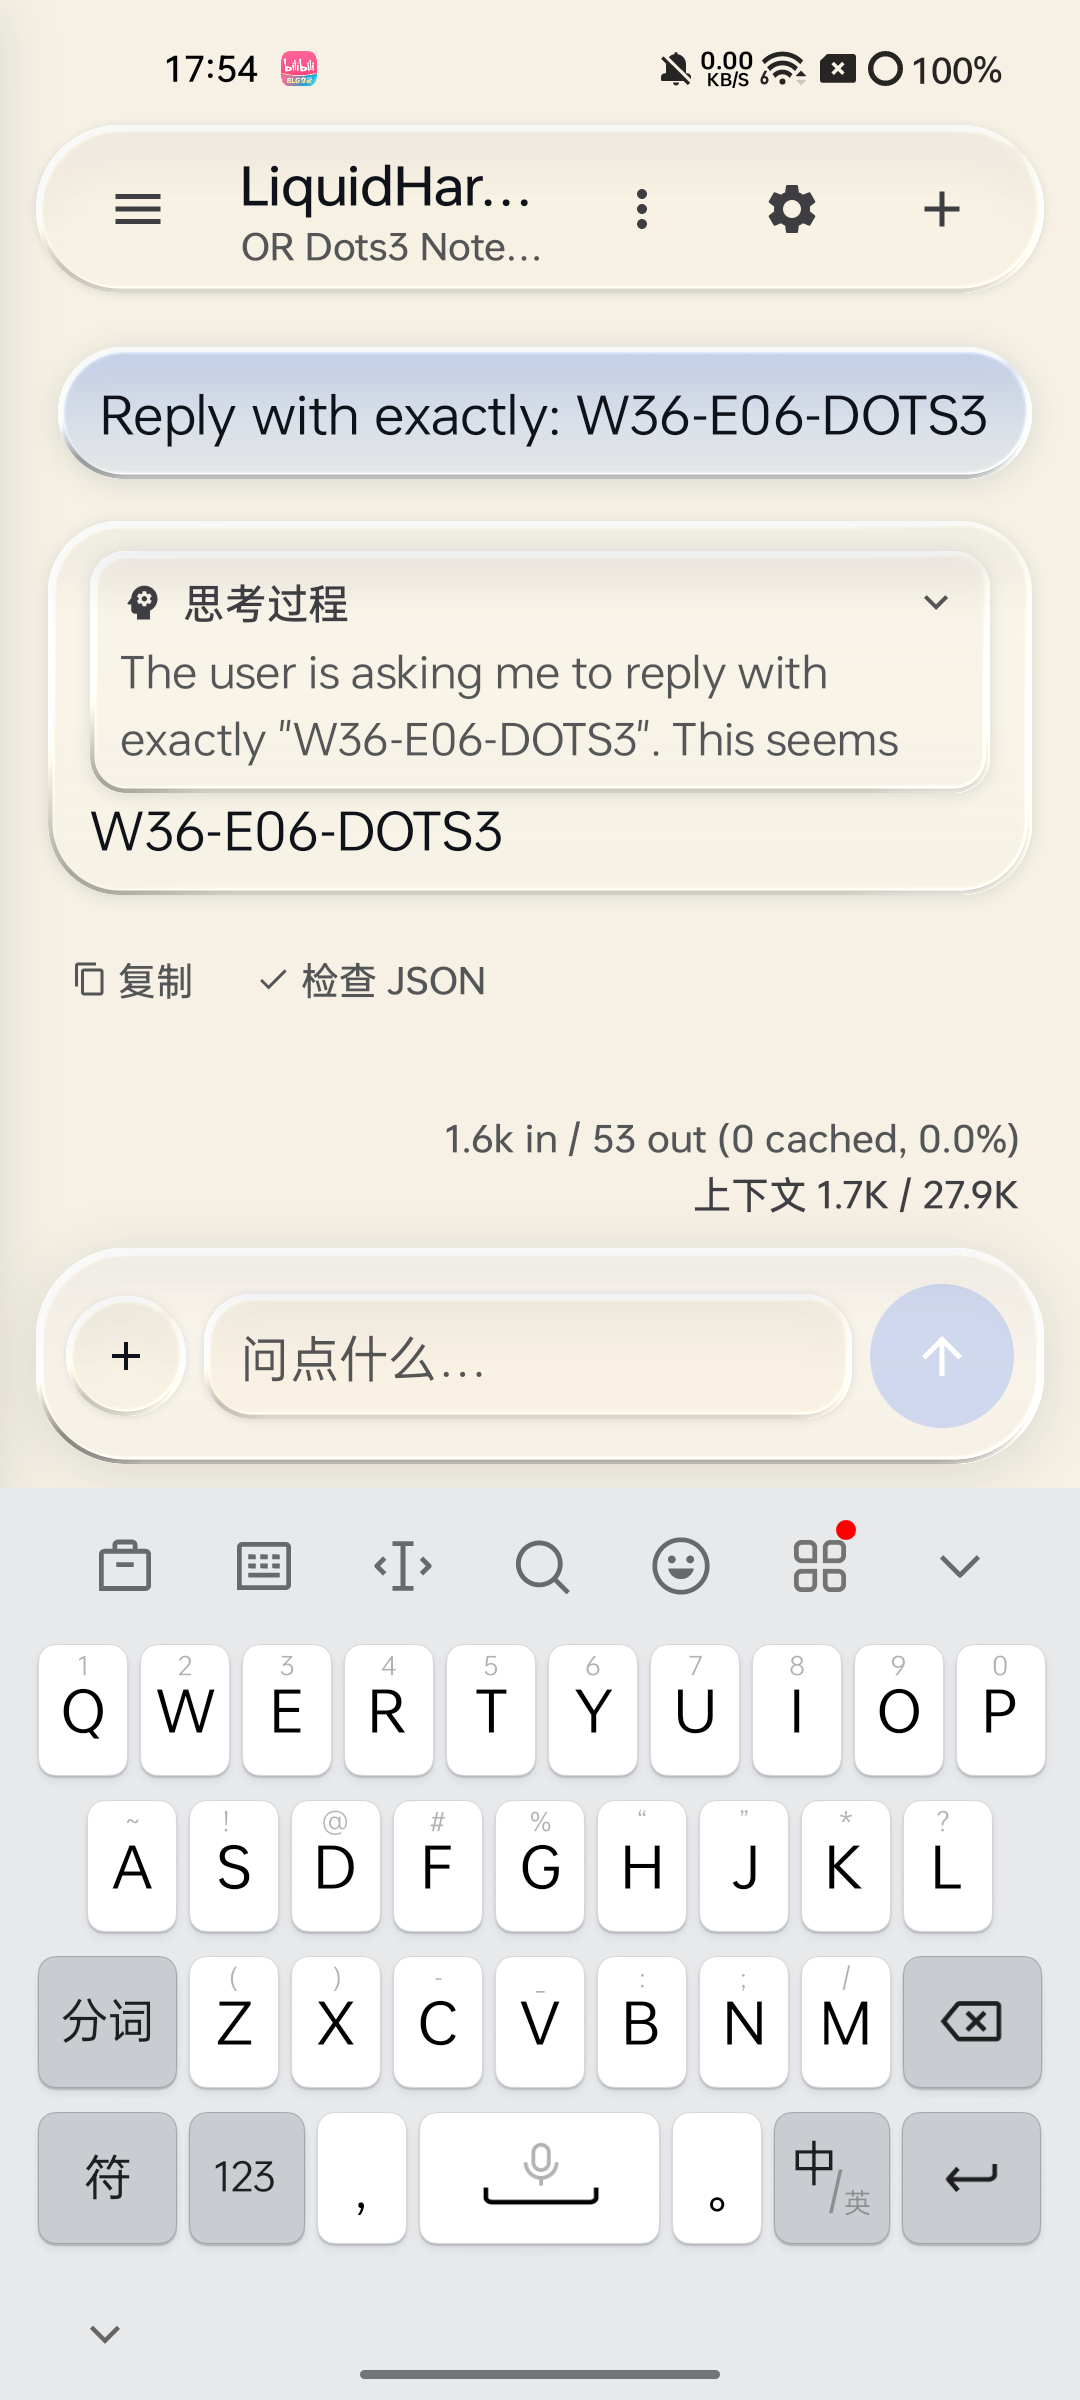 17:54
0.00
KB/S
6
100%
LiquidHar...
OR Dots3 Note...
Reply with exactly: W36-E06-DOTS3
思考过程
The user is asking me to reply with
exactly "W36-E06-DOTS3". This seems
W36-E06-DOTS3
复制
检查 JSON
1.6k in / 53 out (0 cached, 0.0%)
上下文 1.7K / 27.9K
问点什么...
1 2 3 4 5 6 7 8 9 0
Q W E R T Y U I O P
~ ! @ # % “ ” * ?
A S D F G H J K L
( ) - _ : ; /
分词 Z X C V B N M
符 123 , 。 中/英